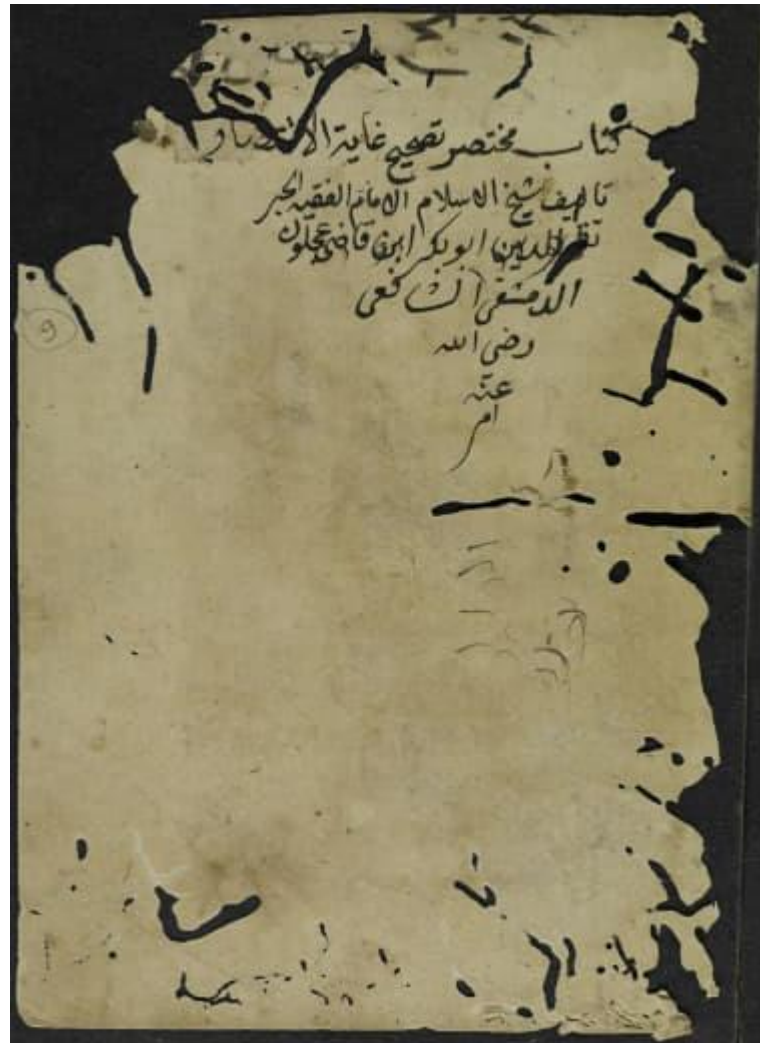 كتاب مختصر تصحيح غاية الاختصار
تاليف شيخ الاسلام الامام الفقيه الحبر
تقي الدين ابو بكر ابن قاضي عجلون
الدمشقي الشافعي
رضي الله
عنه
امر